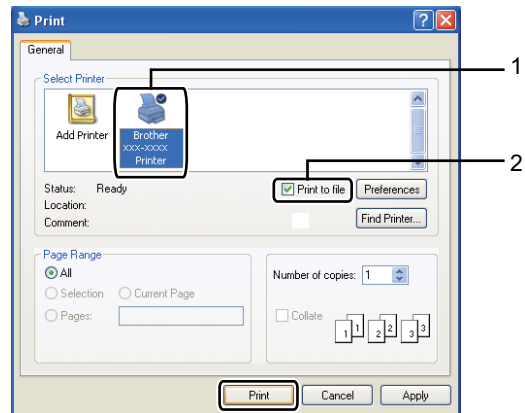 Print
General
1
Select Printer
Add Printer
Brother
xxx-xxxx
Printer
2
Status: Ready
Print to file
Preferences
Location:
Comment:
Find Printer...
Page Range
All
Selection
Current Page
Pages:
Number of copies: 1
Collate
1 1 2 2 3 3
Print
Cancel
Apply